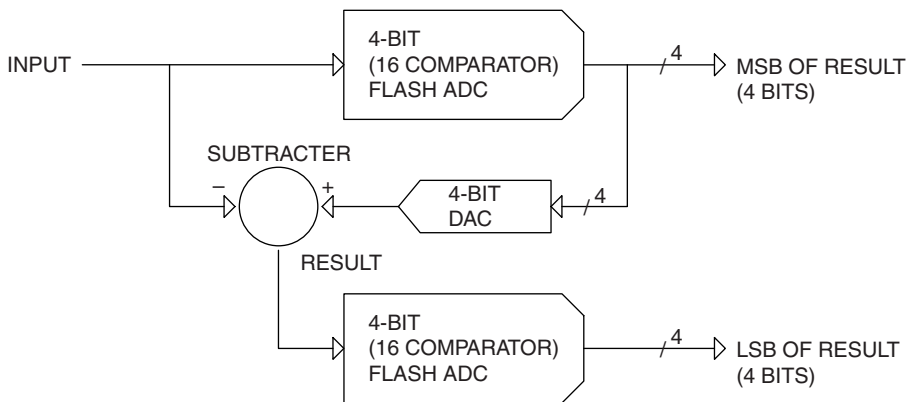 4-BIT
(16 COMPARATOR)
FLASH ADC
4
INPUT
MSB OF RESULT
(4 BITS)
SUBTRACTER
–
+
4-BIT
DAC
4
RESULT
4-BIT
(16 COMPARATOR)
FLASH ADC
4
LSB OF RESULT
(4 BITS)